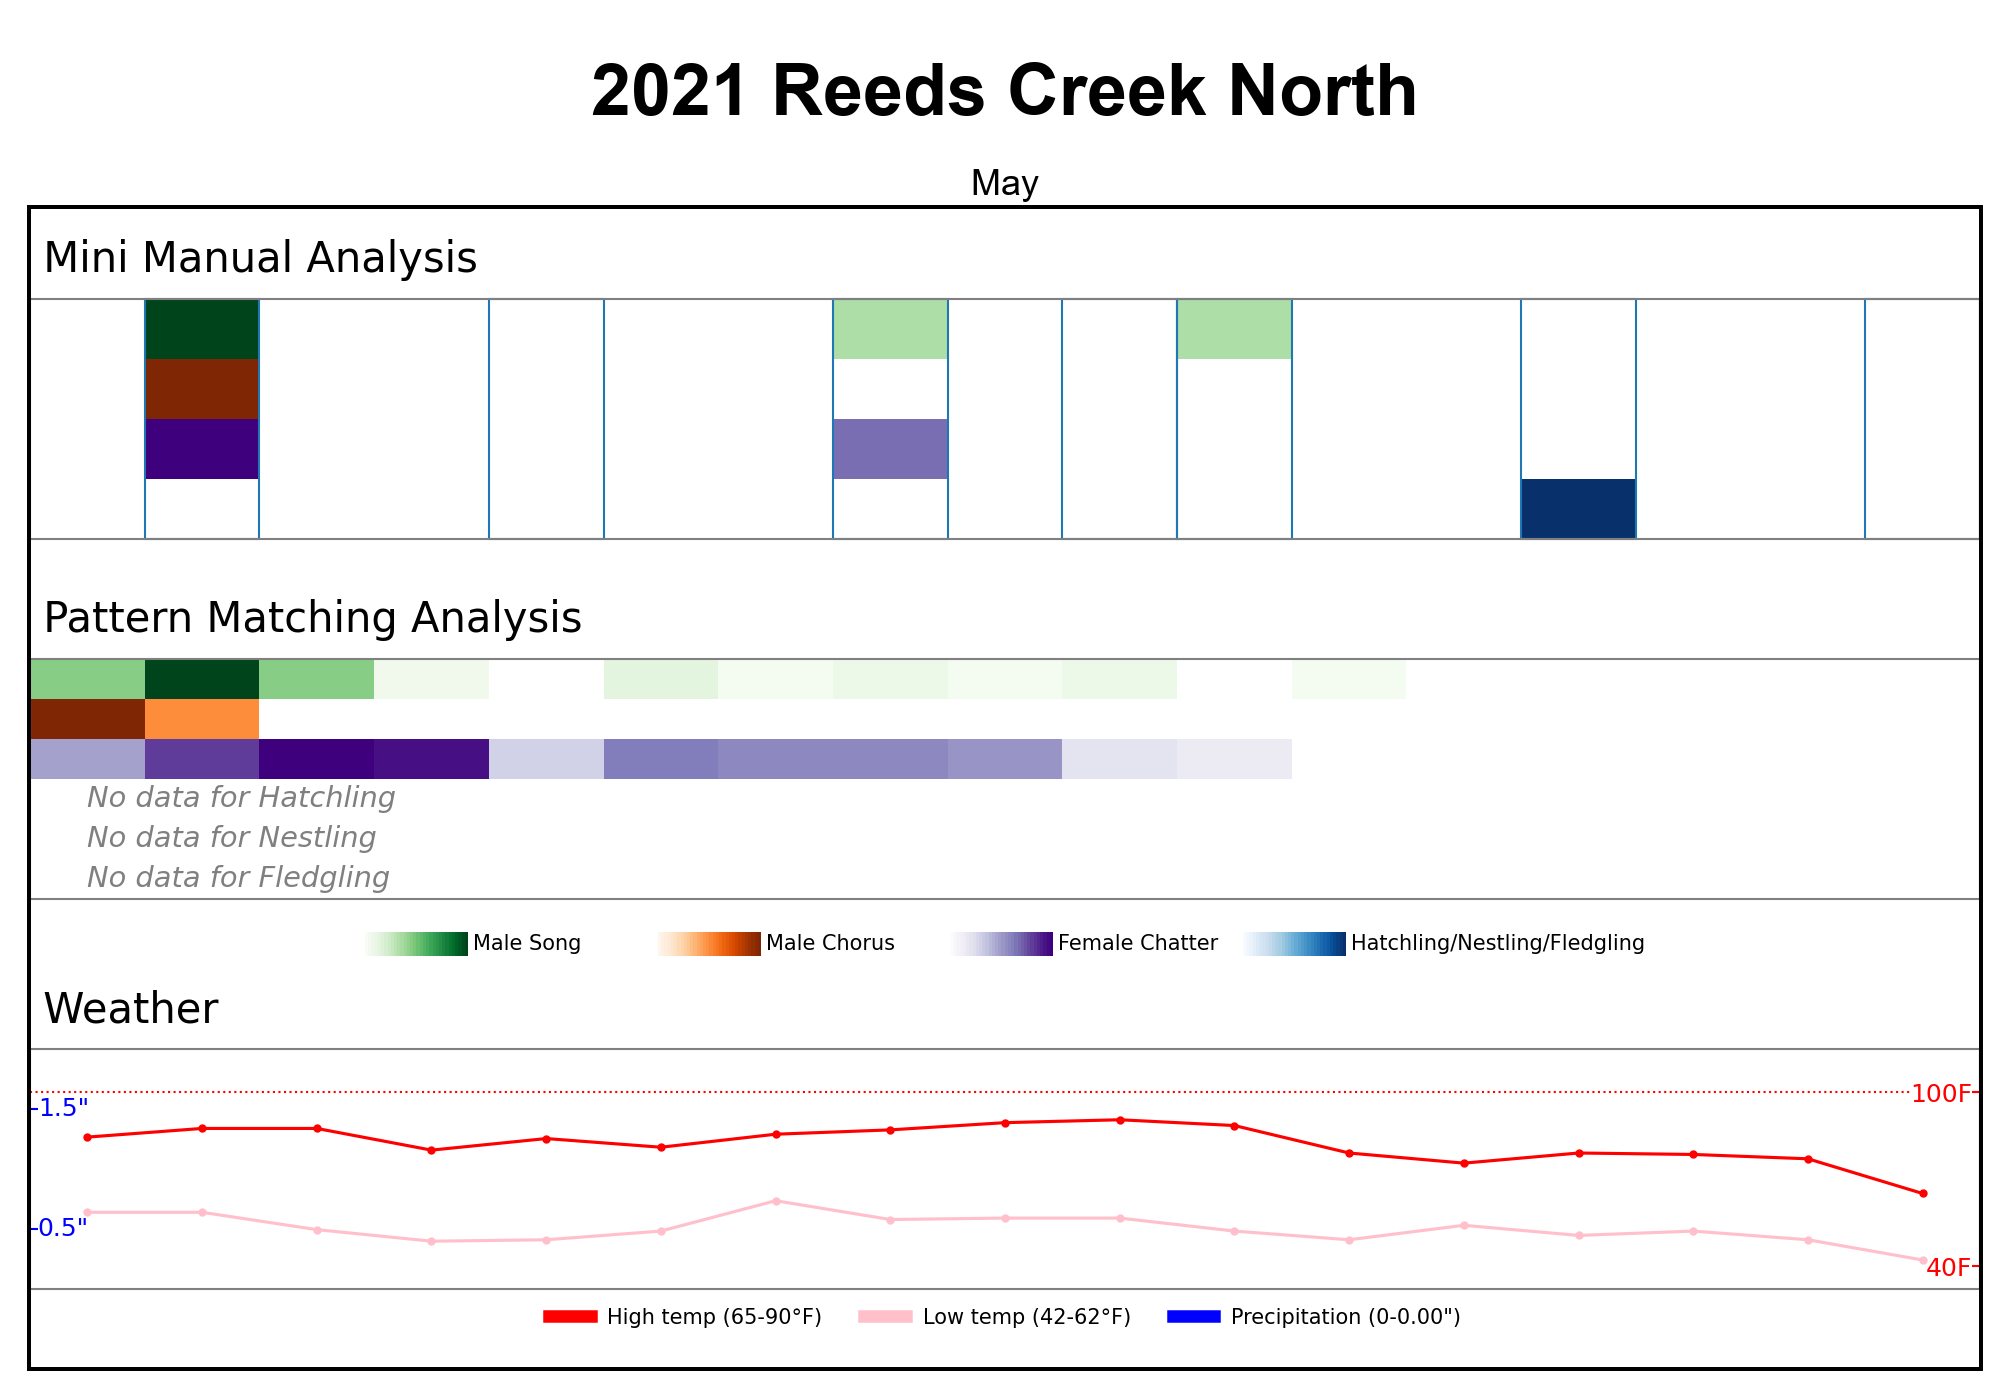 2021 Reeds Creek North
May
Mini Manual Analysis
Pattern Matching Analysis
No data for Hatchling
No data for Nestling
No data for Fledgling
Male Song Male Chorus Female Chatter Hatchling/Nestling/Fledgling
Weather
100F
1.5"
0.5"
40F
High temp (65-90°F) Low temp (42-62°F) Precipitation (0-0.00")